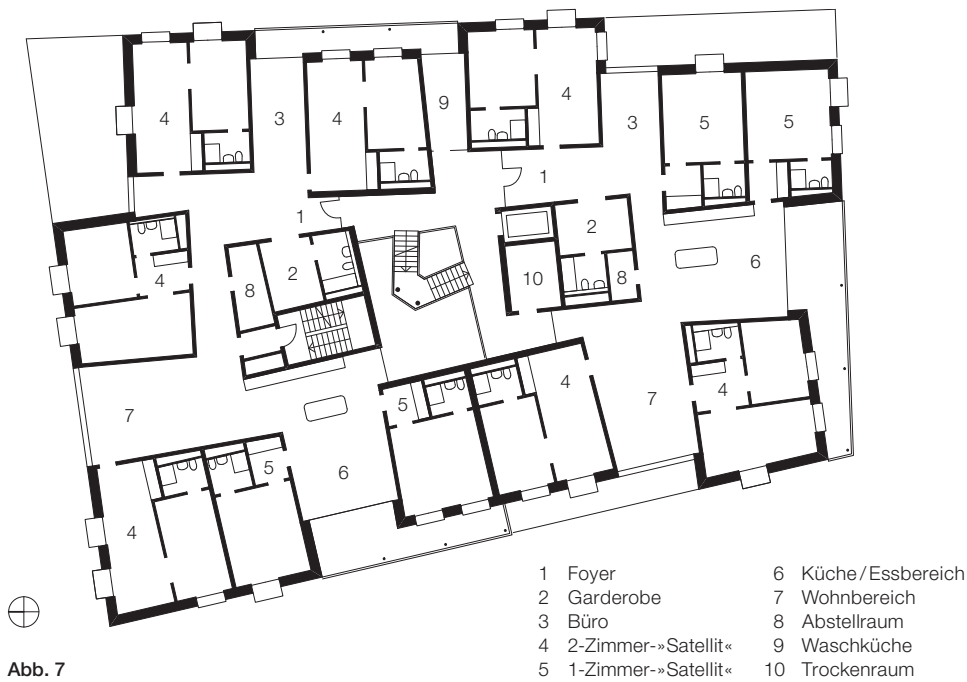 4
3
4
9
4
3
5
5
1
1
2
6
4
8
2
10
8
7
5
4
7
4
6
5
4
1 Foyer
2 Garderobe
3 Büro
4 2-Zimmer-»Satellit«
5 1-Zimmer-»Satellit«
6 Küche/Essbereich
7 Wohnbereich
8 Abstellraum
9 Waschküche
10 Trockenraum
Abb. 7